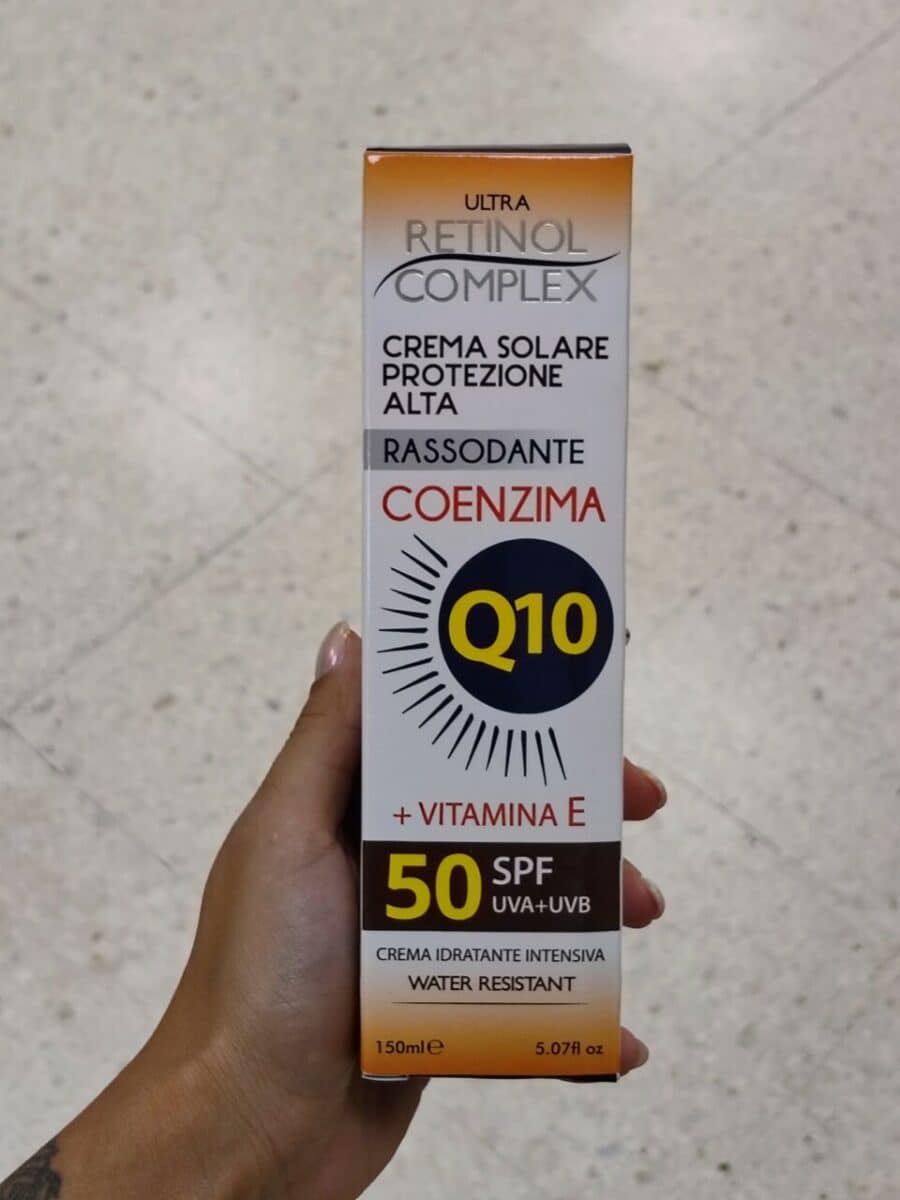 ULTRA
RETINOL
COMPLEX
CREMA SOLARE
PROTEZIONE
ALTA
RASSODANTE
COENZIMA
Q10
+ VITAMINA E
50 SPF
UVA+UVB
CREMA IDRATANTE INTENSIVA
WATER RESISTANT
150ml℮ 5.07fl oz